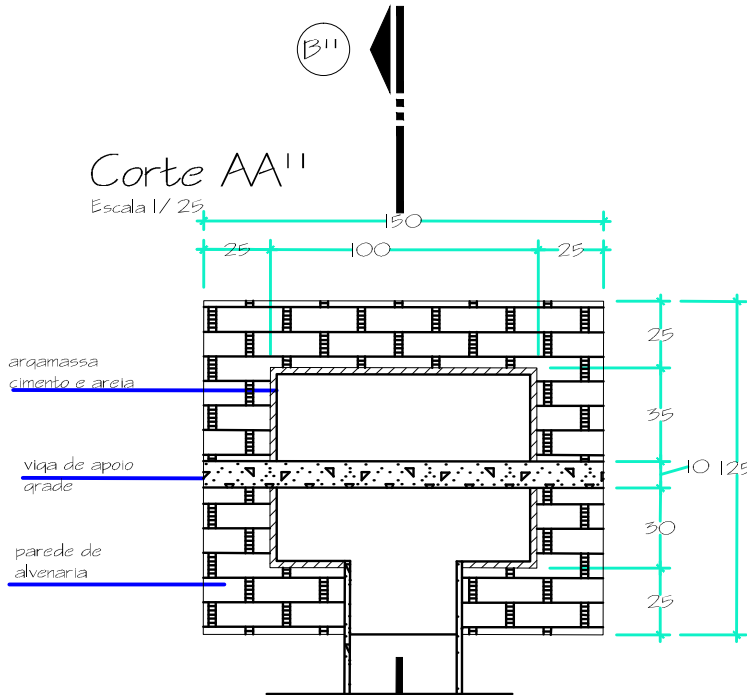 B''
Corte AA''
Escala 1/ 25
150
25
100
25
25
argamassa
cimento e areia
35
viga de apoio
grade
10
125
30
parede de
alvenaria
25